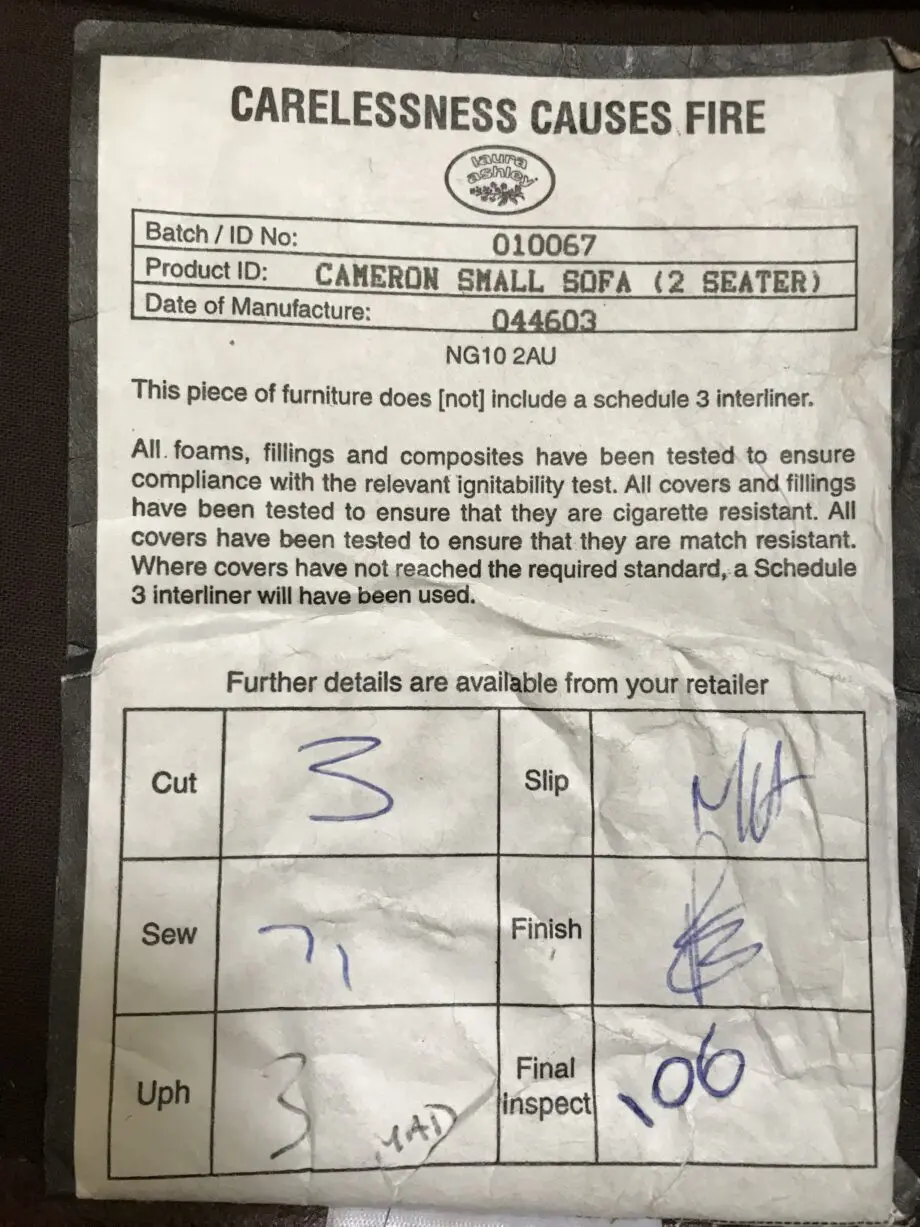 CARELESSNESS CAUSES FIRE
laura
ashley
Batch / ID No: 010067
Product ID: CAMERON SMALL SOFA (2 SEATER)
Date of Manufacture: 044603
NG10 2AU
This piece of furniture does [not] include a schedule 3 interliner.
All foams, fillings and composites have been tested to ensure
compliance with the relevant ignitability test. All covers and fillings
have been tested to ensure that they are cigarette resistant. All
covers have been tested to ensure that they are match resistant.
Where covers have not reached the required standard, a Schedule
3 interliner will have been used.
Further details are available from your retailer
Cut 3 Slip
Sew 71 Finish
Uph 3 Final
inspect 106